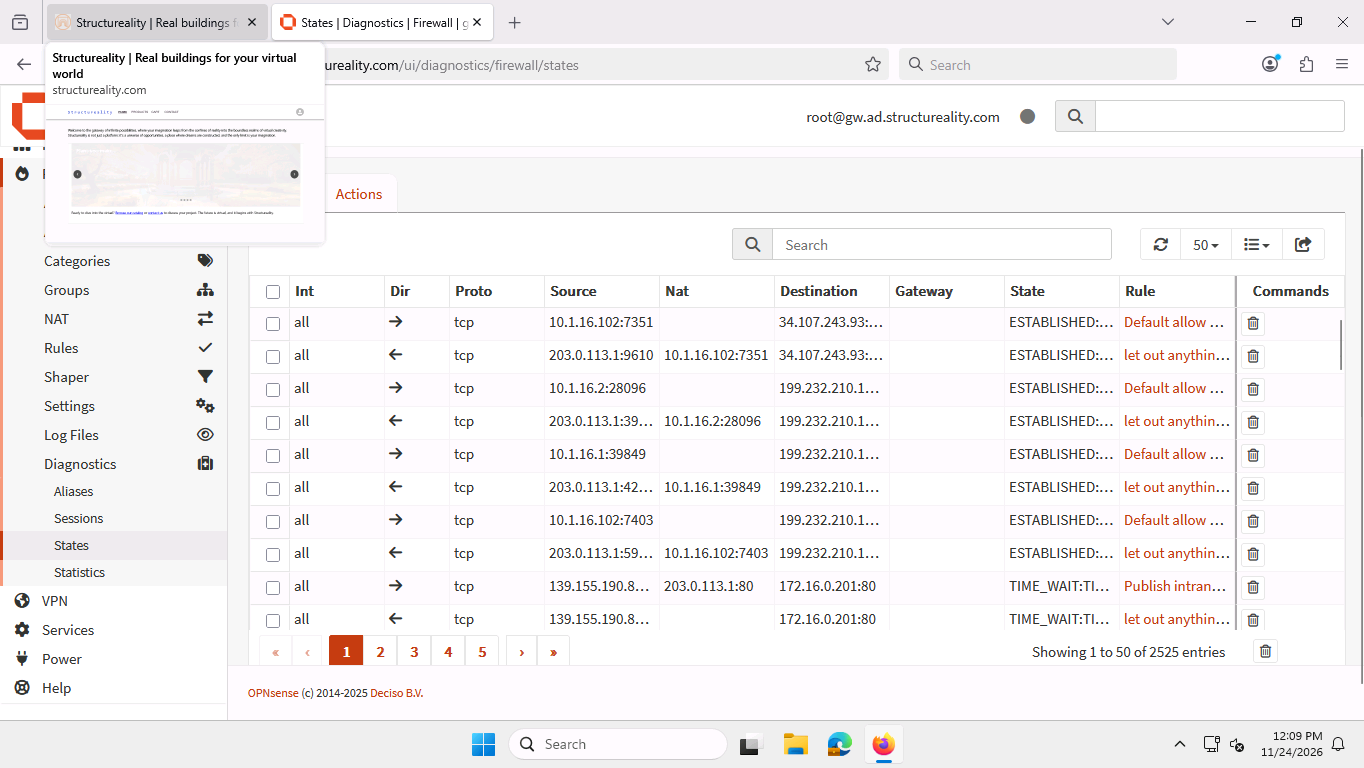 Structureality | Real buildings f
States | Diagnostics | Firewall | g
Structureality | Real buildings for your virtual
world
structureality.com
ureality.com/ui/diagnostics/firewall/states
Search
Structureality
HOME PRODUCTS CAFE CONTACT
root@gw.ad.structureality.com
Actions
Search
50
Categories
Groups
NAT
Rules
Shaper
Settings
Log Files
Diagnostics
Aliases
Sessions
States
Statistics
VPN
Services
Power
Help
Int Dir Proto Source Nat Destination Gateway State Rule Commands
all → tcp 10.1.16.102:7351 34.107.243.93:... ESTABLISHED:... Default allow ...
all ← tcp 203.0.113.1:9610 10.1.16.102:7351 34.107.243.93:... ESTABLISHED:... let out anythin...
all → tcp 10.1.16.2:28096 199.232.210.1... ESTABLISHED:... Default allow ...
all ← tcp 203.0.113.1:39... 10.1.16.2:28096 199.232.210.1... ESTABLISHED:... let out anythin...
all → tcp 10.1.16.1:39849 199.232.210.1... ESTABLISHED:... Default allow ...
all ← tcp 203.0.113.1:42... 10.1.16.1:39849 199.232.210.1... ESTABLISHED:... let out anythin...
all → tcp 10.1.16.102:7403 199.232.210.1... ESTABLISHED:... Default allow ...
all ← tcp 203.0.113.1:59... 10.1.16.102:7403 199.232.210.1... ESTABLISHED:... let out anythin...
all → tcp 139.155.190.8... 203.0.113.1:80 172.16.0.201:80 TIME_WAIT:TI... Publish intran...
all ← tcp 139.155.190.8... 172.16.0.201:80 TIME_WAIT:TI... let out anythin...
« ‹ 1 2 3 4 5 › » Showing 1 to 50 of 2525 entries
OPNsense (c) 2014-2025 Deciso B.V.
Search
12:09 PM
11/24/2026